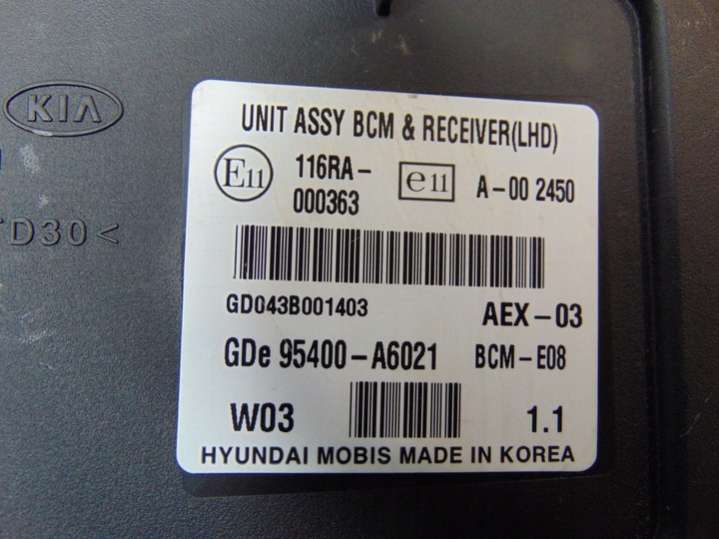 KIA
TD30<
UNIT ASSY BCM & RECEIVER(LHD)
E11 116RA-000363 e11 A-00 2450
GD043B001403 AEX-03
GDe 95400-A6021 BCM-E08
W03 1.1
HYUNDAI MOBIS MADE IN KOREA